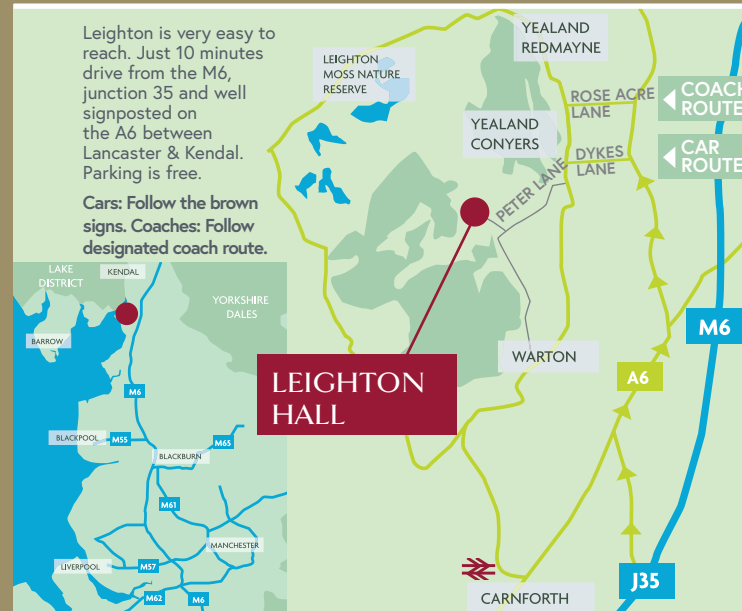 Leighton is very easy to
reach. Just 10 minutes
drive from the M6,
junction 35 and well
signposted on
the A6 between
Lancaster & Kendal.
Parking is free.
Cars: Follow the brown
signs. Coaches: Follow
designated coach route.
YEALAND
REDMAYNE
LEIGHTON
MOSS NATURE
RESERVE
ROSE ACRE
LANE
COACH
ROUTE
YEALAND
CONYERS
DYKES
LANE
CAR
ROUTE
PETER LANE
M6
WARTON
A6
LEIGHTON
HALL
J35
CARNFORTH
LAKE
DISTRICT
KENDAL
YORKSHIRE
DALES
BARROW
M6
BLACKPOOL
M55
M65
BLACKBURN
M61
MANCHESTER
LIVERPOOL
M57
M62
M6